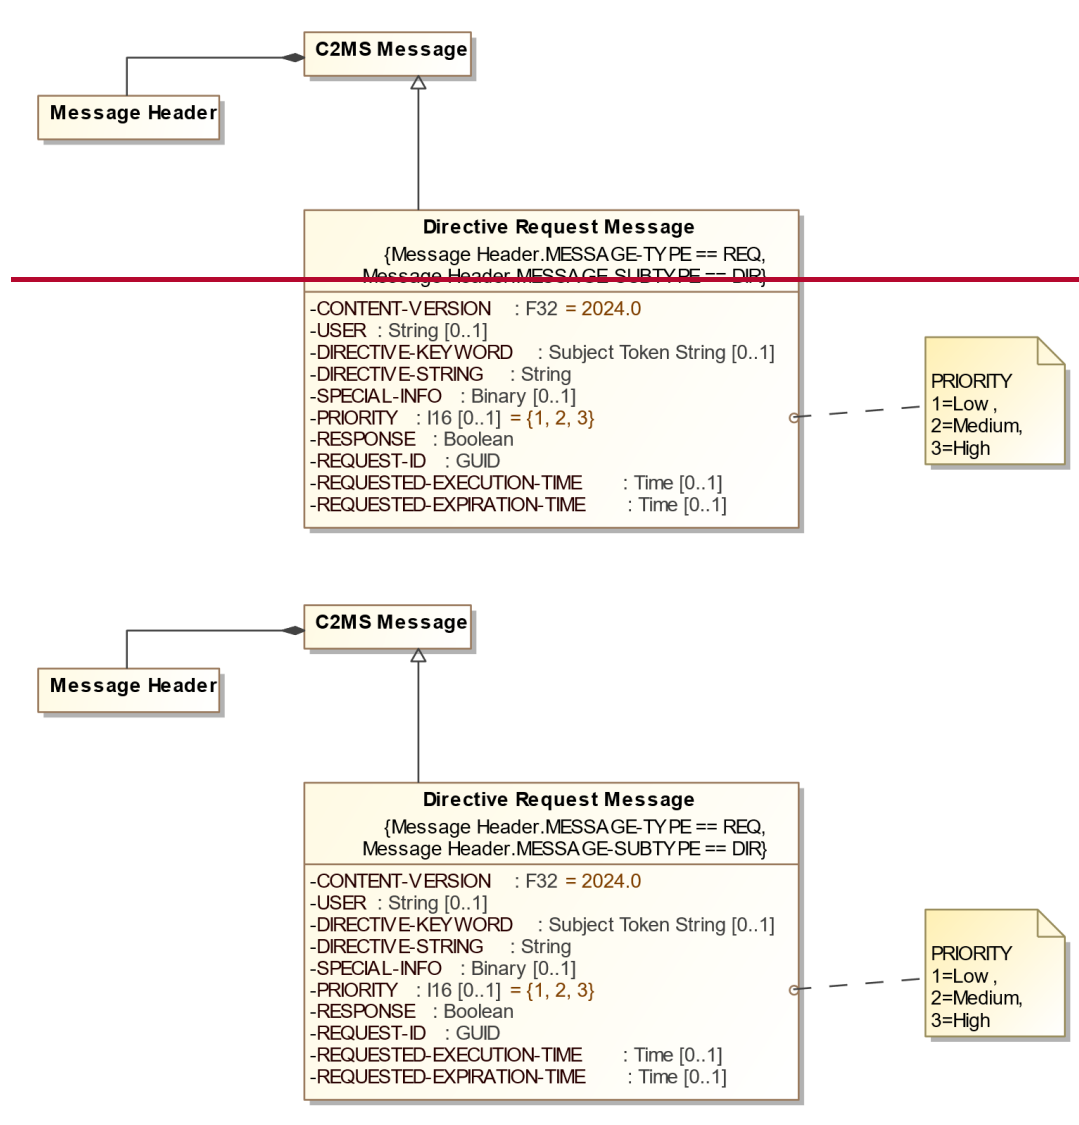 C2MS Message
Message Header
Directive Request Message
{Message Header.MESSAGE-TYPE == REQ,
Message Header.MESSAGE-SUBTYPE == DIR}
-CONTENT-VERSION : F32 = 2024.0
-USER : String [0..1]
-DIRECTIVE-KEYWORD : Subject Token String [0..1]
-DIRECTIVE-STRING : String
-SPECIAL-INFO : Binary [0..1]
-PRIORITY : I16 [0..1] = {1, 2, 3}
-RESPONSE : Boolean
-REQUEST-ID : GUID
-REQUESTED-EXECUTION-TIME : Time [0..1]
-REQUESTED-EXPIRATION-TIME : Time [0..1]
PRIORITY
1=Low ,
2=Medium,
3=High
C2MS Message
Message Header
Directive Request Message
{Message Header.MESSAGE-TYPE == REQ,
Message Header.MESSAGE-SUBTYPE == DIR}
-CONTENT-VERSION : F32 = 2024.0
-USER : String [0..1]
-DIRECTIVE-KEYWORD : Subject Token String [0..1]
-DIRECTIVE-STRING : String
-SPECIAL-INFO : Binary [0..1]
-PRIORITY : I16 [0..1] = {1, 2, 3}
-RESPONSE : Boolean
-REQUEST-ID : GUID
-REQUESTED-EXECUTION-TIME : Time [0..1]
-REQUESTED-EXPIRATION-TIME : Time [0..1]
PRIORITY
1=Low ,
2=Medium,
3=High